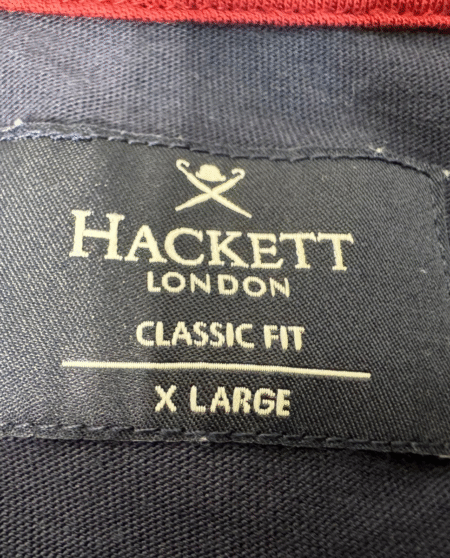 HACKETT
LONDON
CLASSIC FIT
X LARGE